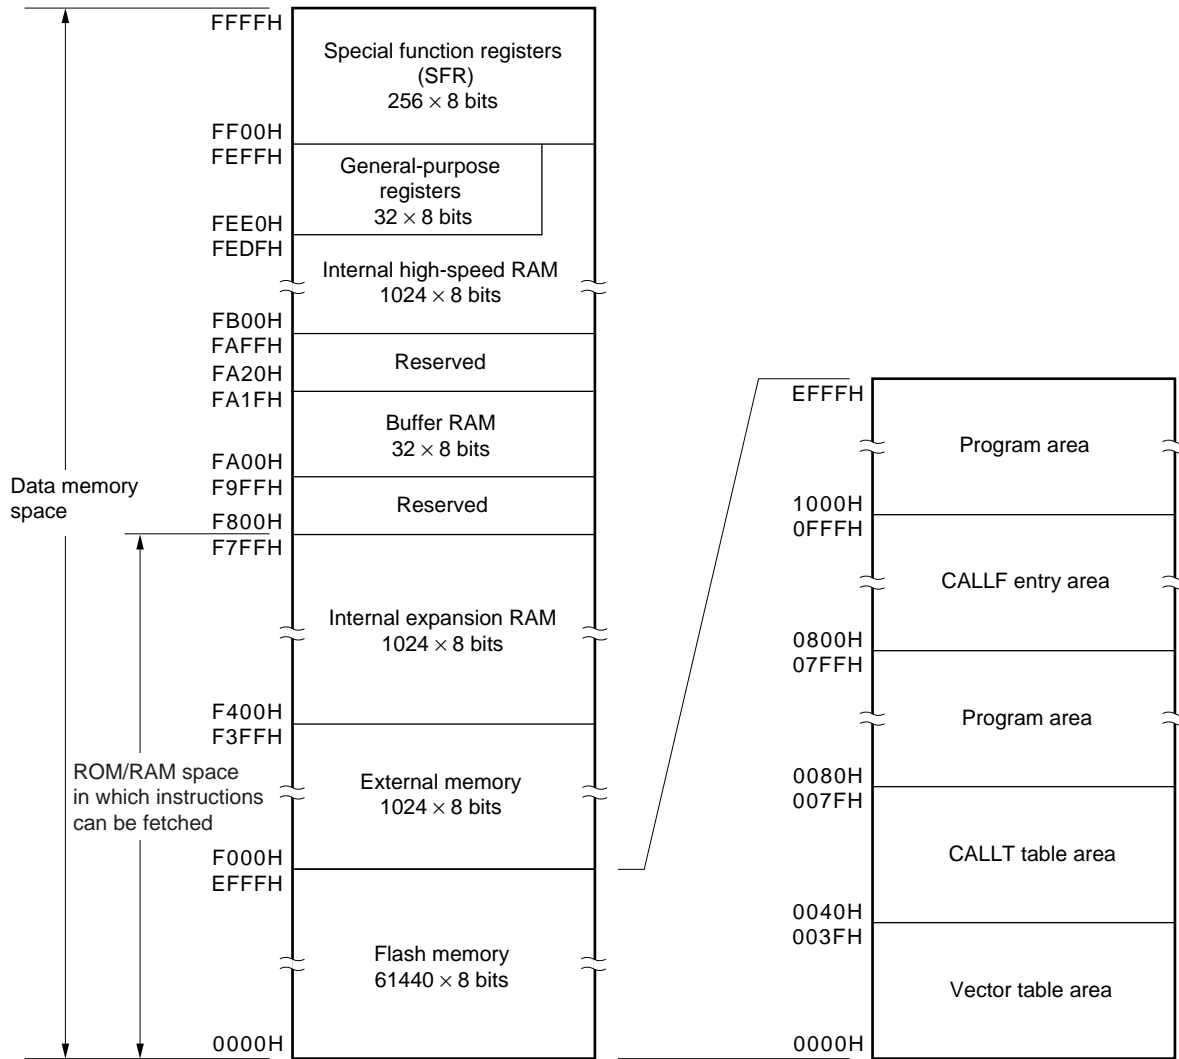 FFFFH
Special function registers
(SFR)
256 × 8 bits
FF00H
FEFFH
General-purpose
registers
32 × 8 bits
FEE0H
FEDFH
Internal high-speed RAM
1024 × 8 bits
FB00H
FAFFH
Reserved
FA20H
FA1FH
Buffer RAM
32 × 8 bits
FA00H
F9FFH
Reserved
F800H
F7FFH
Data memory
space
Internal expansion RAM
1024 × 8 bits
F400H
F3FFH
ROM/RAM space
in which instructions
can be fetched
External memory
1024 × 8 bits
F000H
EFFFH
Flash memory
61440 × 8 bits
0000H
EFFFH
Program area
1000H
0FFFH
CALLF entry area
0800H
07FFH
Program area
0080H
007FH
CALLT table area
0040H
003FH
Vector table area
0000H